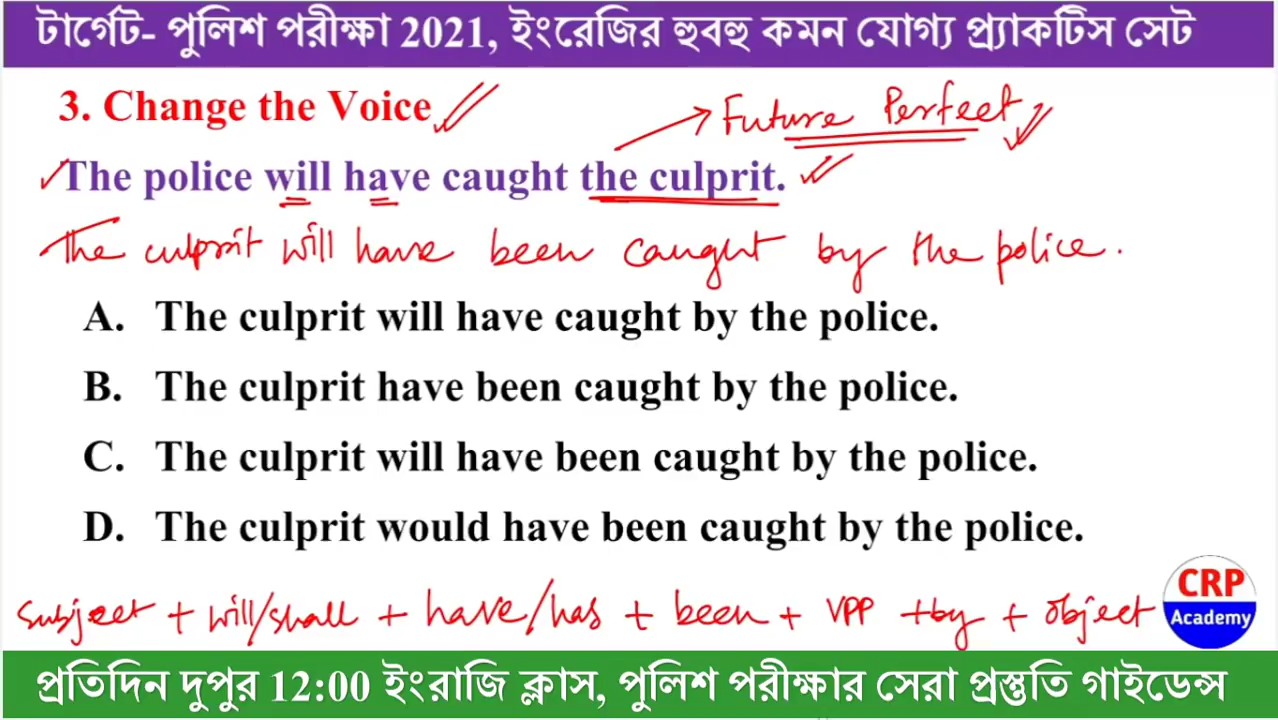 টার্গেট- পুলিশ পরীক্ষা 2021, ইংরেজির হুবহু কমন যোগ্য প্র্যাকটিস সেট
3. Change the Voice
Future Perfect
The police will have caught the culprit.
The culprit will have been caught by the police.
A. The culprit will have caught by the police.
B. The culprit have been caught by the police.
C. The culprit will have been caught by the police.
D. The culprit would have been caught by the police.
Subject + will/shall + have/has + been + VPP + by + object
CRP
Academy
প্রতিদিন দুপুর 12:00 ইংরাজি ক্লাস, পুলিশ পরীক্ষার সেরা প্রস্তুতি গাইডেন্স